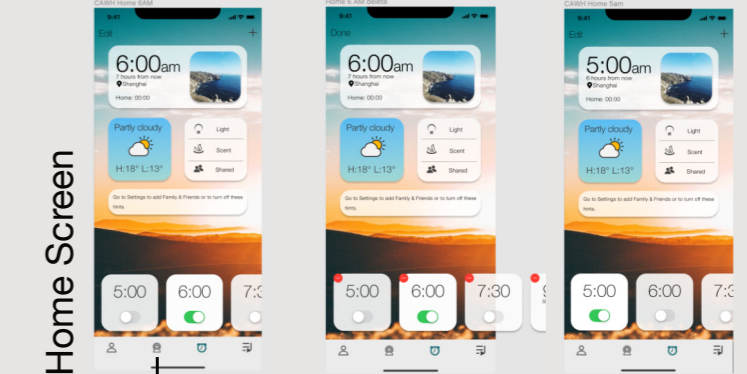 Home Screen
CAWH Home 6AM
9:41
Edit +
6:00am
7 hours from now
Shanghai
Home: 00:00
Partly cloudy
H:18° L:13°
Light
Scent
Shared
Go to Settings to add Family & Friends or to turn off these
hints.
5:00 6:00 7:3
Home 6 AM delete
9:41
Done
6:00am
7 hours from now
Shanghai
Home: 00:00
Partly cloudy
H:18° L:13°
Light
Scent
Shared
Go to Settings to add Family & Friends or to turn off these
hints.
5:00 6:00 7:30
CAWH Home 5am
9:41
Edit +
5:00am
6 hours from now
Shanghai
Home: 00:00
Partly cloudy
H:18° L:13°
Light
Scent
Shared
Go to Settings to add Family & Friends or to turn off these
hints.
5:00 6:00 7:3